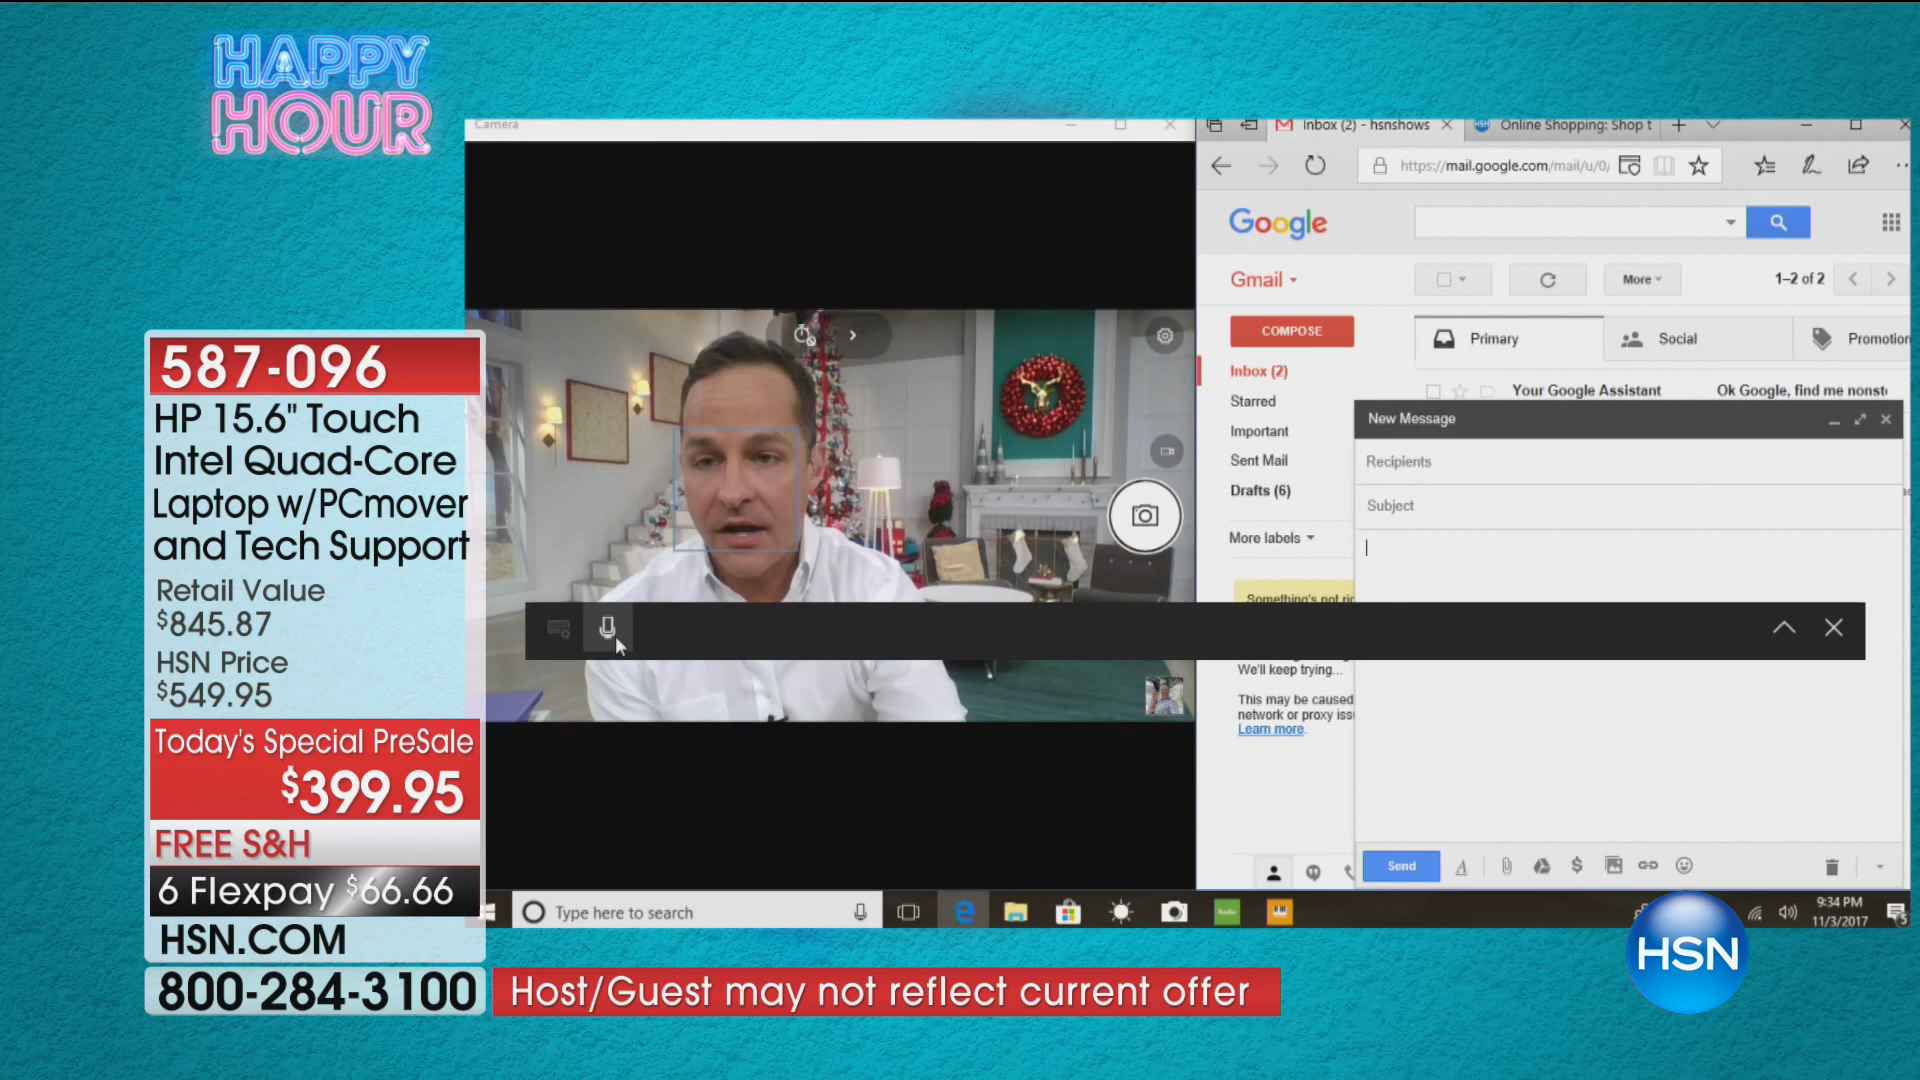 HAPPY
HOUR
587-096
HP 15.6" Touch
Intel Quad-Core
Laptop w/PCmover
and Tech Support
Retail Value
$845.87
HSN Price
$549.95
Today's Special PreSale
$399.95
FREE S&H
6 Flexpay $66.66
HSN.COM
800-284-3100
Host/Guest may not reflect current offer
HSN
Camera
Inbox (2) - hsnshows
HSN
Online Shopping: Shop t
https://mail.google.com/mail/u/0/
Google
Gmail
More
1–2 of 2
COMPOSE
Primary
Social
Promotion
Inbox (2)
Starred
Important
Sent Mail
Drafts (6)
More labels
Your Google Assistant
Ok Google, find me nonst
New Message
Recipients
Subject
Something's not ri
We'll keep trying...
This may be caused
network or proxy iss
Learn more.
Send
Type here to search
hulu
9:34 PM
11/3/2017
5